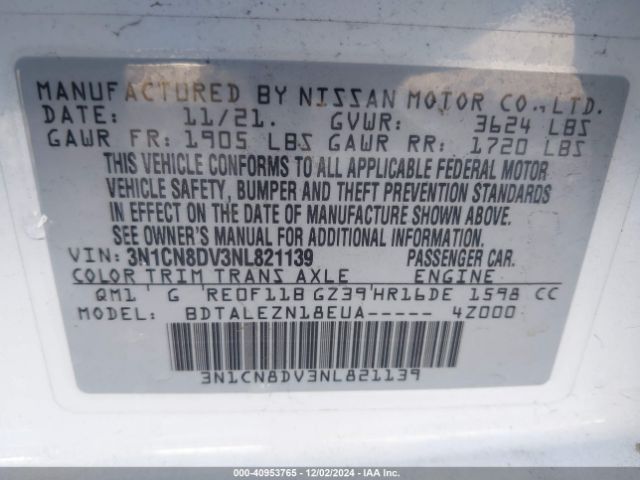 MANUFACTURED BY NISSAN MOTOR CO., LTD.
DATE: 11/21. GVWR: 3624 LBS
GAWR FR: 1905 LBS GAWR RR: 1720 LBS
THIS VEHICLE CONFORMS TO ALL APPLICABLE FEDERAL MOTOR
VEHICLE SAFETY, BUMPER AND THEFT PREVENTION STANDARDS
IN EFFECT ON THE DATE OF MANUFACTURE SHOWN ABOVE.
SEE OWNER'S MANUAL FOR ADDITIONAL INFORMATION.
VIN: 3N1CN8DV3NL821139 PASSENGER CAR.
COLOR TRIM TRANS AXLE ENGINE
QM1 G RE0F11B GZ39 HR16DE 1598 CC
MODEL: BDTALEZN18EUA----- 4Z000
3N1CN8DV3NL821139
© 2024 - 40953765 - 12/02/2024 - IAA Inc.